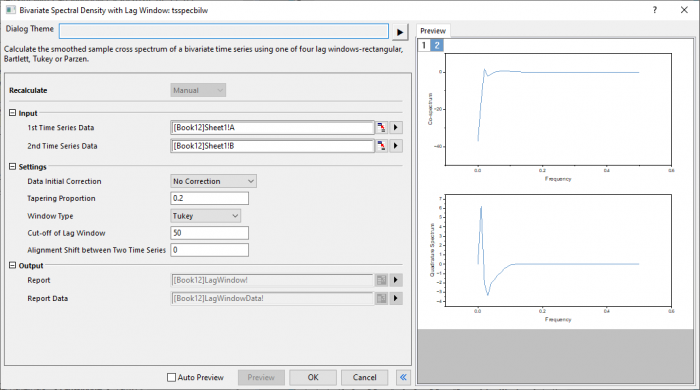 Bivariate Spectral Density with Lag Window: tsspecbilw
Dialog Theme
Calculate the smoothed sample cross spectrum of a bivariate time series using one of four lag windows-rectangular,
Bartlett, Tukey or Parzen.
Recalculate Manual
Input
1st Time Series Data [Book12]Sheet1!A
2nd Time Series Data [Book12]Sheet1!B
Settings
Data Initial Correction No Correction
Tapering Proportion 0.2
Window Type Tukey
Cut-off of Lag Window 50
Alignment Shift between Two Time Series 0
Output
Report [Book12]LagWindow!
Report Data [Book12]LagWindowData!
Auto Preview Preview OK Cancel
Preview
1 2
Co-spectrum
0
-40
0.0 0.2 0.4 0.6
Frequency
Quadrature Spectrum
7
6
5
4
3
2
1
0
-1
-2
-3
-4
0.0 0.2 0.4 0.6
Frequency